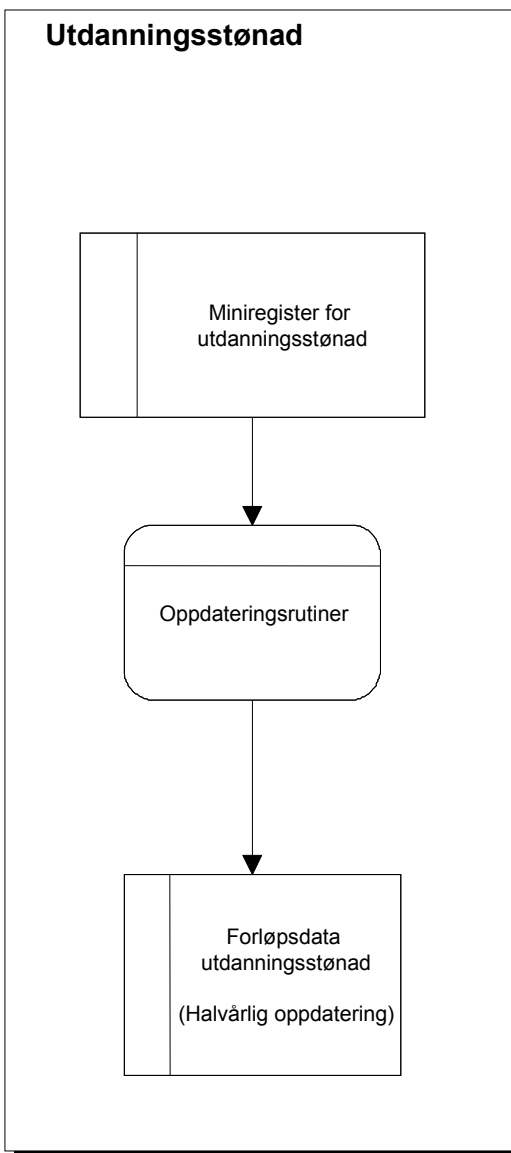 Utdanningsstønad
Miniregister for
utdanningsstønad
Oppdateringsrutiner
Forløpsdata
utdanningsstønad
(Halvårlig oppdatering)